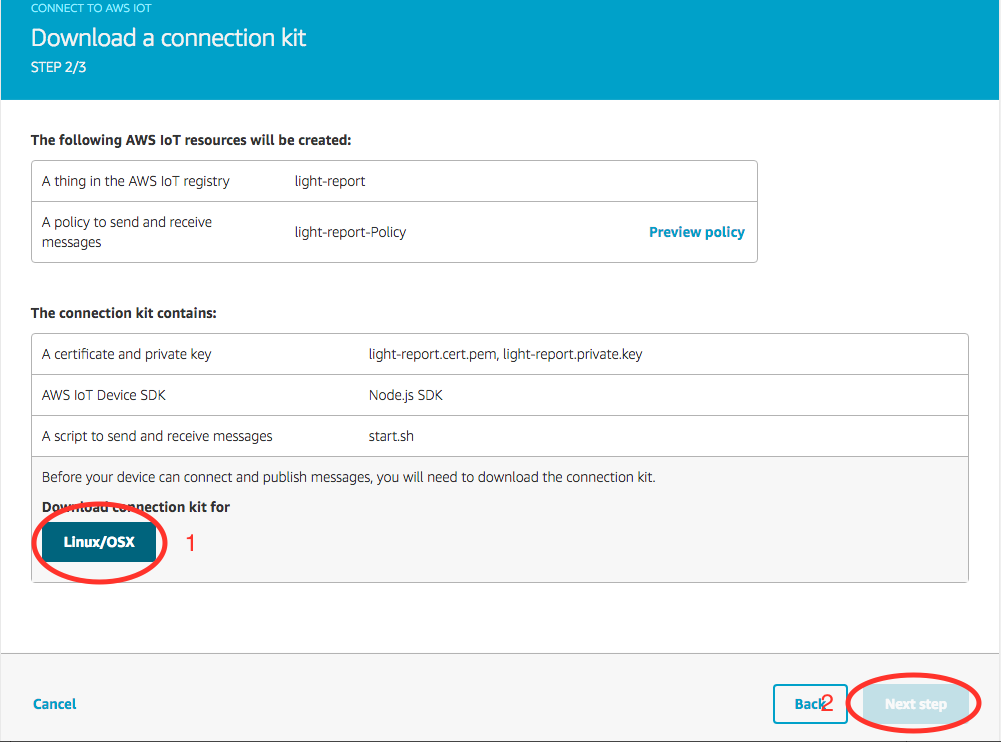 CONNECT TO AWS IOT
Download a connection kit
STEP 2/3
The following AWS IoT resources will be created:
A thing in the AWS IoT registry light-report
A policy to send and receive
messages
light-report-Policy
Preview policy
The connection kit contains:
A certificate and private key light-report.cert.pem, light-report.private.key
AWS IoT Device SDK Node.js SDK
A script to send and receive messages start.sh
Before your device can connect and publish messages, you will need to download the connection kit.
Download connection kit for
Linux/OSX 1
Cancel
Back 2
Next step